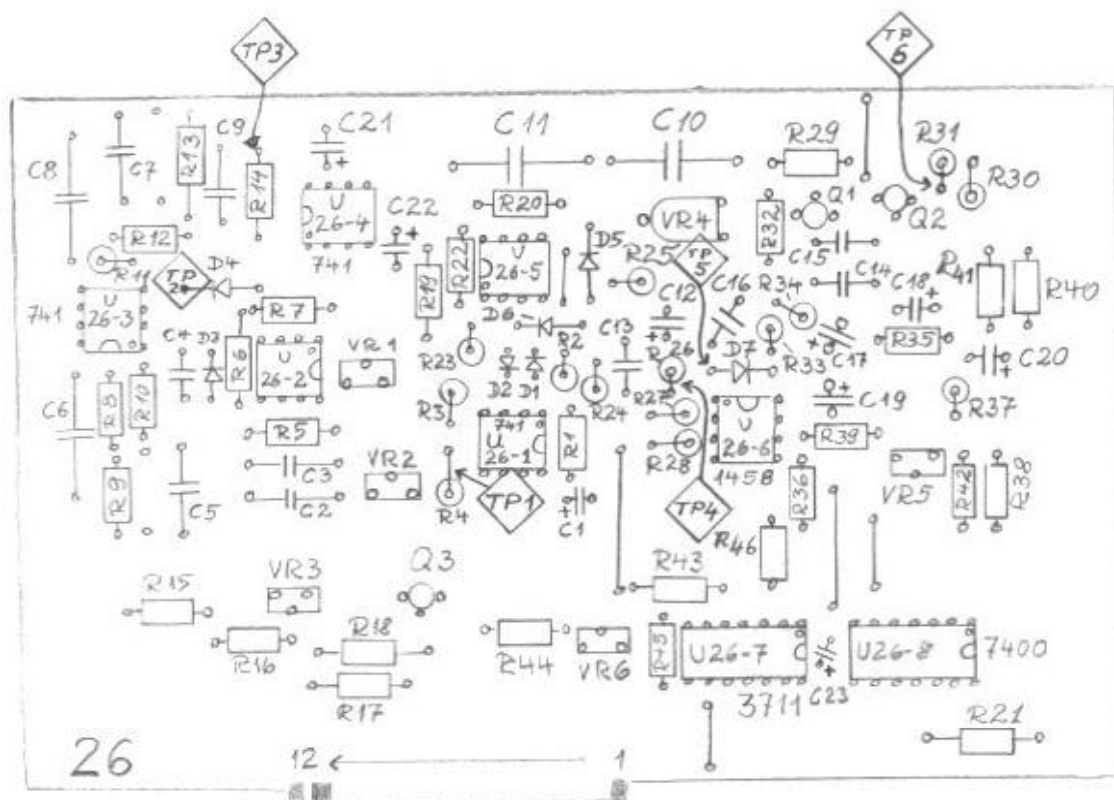 TP3
TP 6
C8
C7
R13
C9
R14
C21
C11
C10
R29
R31
R30
R12
U 26-4
741
C22
R20
VR4
R32
Q1
Q2
R11
TP 2
D4
R19
R22
U 26-5
D5
R25
TP 5
C15
C14
C16
R34
C18
R41
R40
741
U 26-3
R7
D6
C12
C13
R23
R2
R26
D7
R33
C17
R35
C20
C4
D3
R6
U 26-2
VR1
D2
D1
R24
R27
C19
R37
C6
R8
R10
R5
R3
741
U 26-1
R1
R28
U 26-6
1458
R39
VR5
R42
R38
R9
C5
C3
C2
VR2
R4
TP1
C1
TP4
R36
R46
R15
VR3
Q3
R43
R16
R18
R17
R44
VR6
R45
U26-7
3711
C23
U26-8
7400
R21
26
12
1